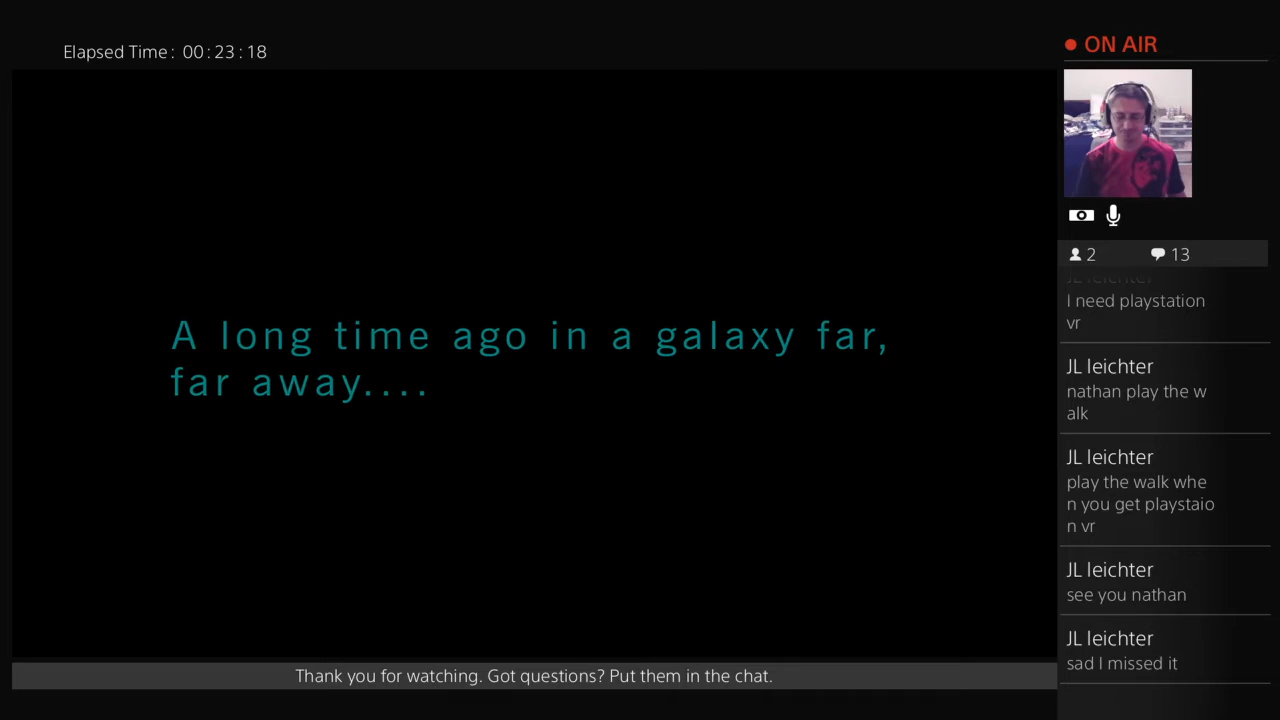 Elapsed Time: 00:23:18
ON AIR
2
13
JL leichter
I need playstation
vr
JL leichter
nathan play the w
alk
JL leichter
play the walk whe
n you get playstaio
n vr
JL leichter
see you nathan
JL leichter
sad I missed it
A long time ago in a galaxy far,
far away....
Thank you for watching. Got questions? Put them in the chat.